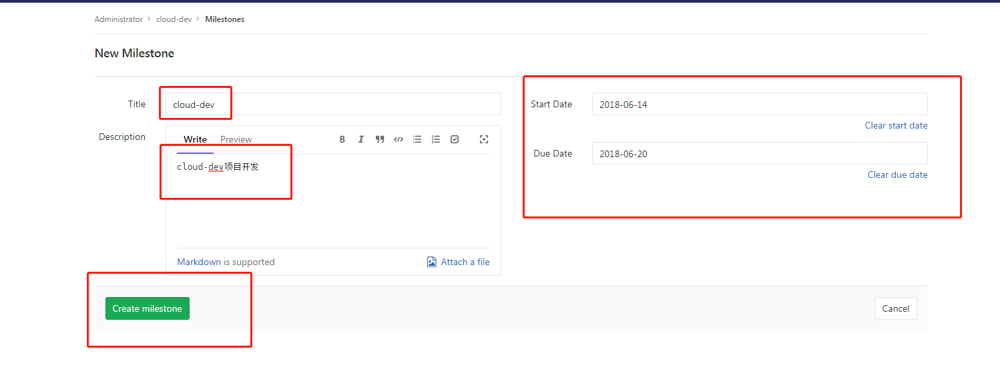 Administrator > cloud-dev > Milestones
New Milestone
Title
cloud-dev
Description
Write Preview
cloud-dev项目开发
Markdown is supported
Attach a file
Start Date
2018-06-14
Clear start date
Due Date
2018-06-20
Clear due date
Create milestone
Cancel